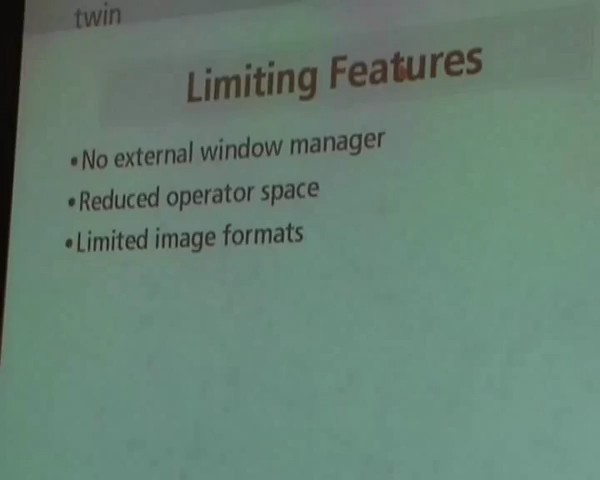 twin
Limiting Features
•No external window manager
•Reduced operator space
•Limited image formats